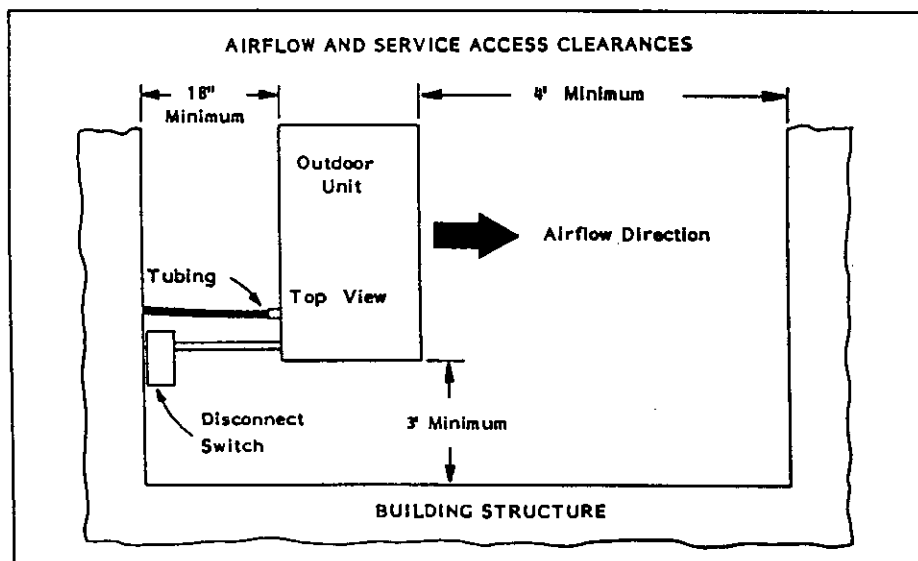 AIRFLOW AND SERVICE ACCESS CLEARANCES
18"
Minimum
4' Minimum
Outdoor
Unit
Airflow Direction
Tubing
Top View
Disconnect
Switch
3' Minimum
BUILDING STRUCTURE